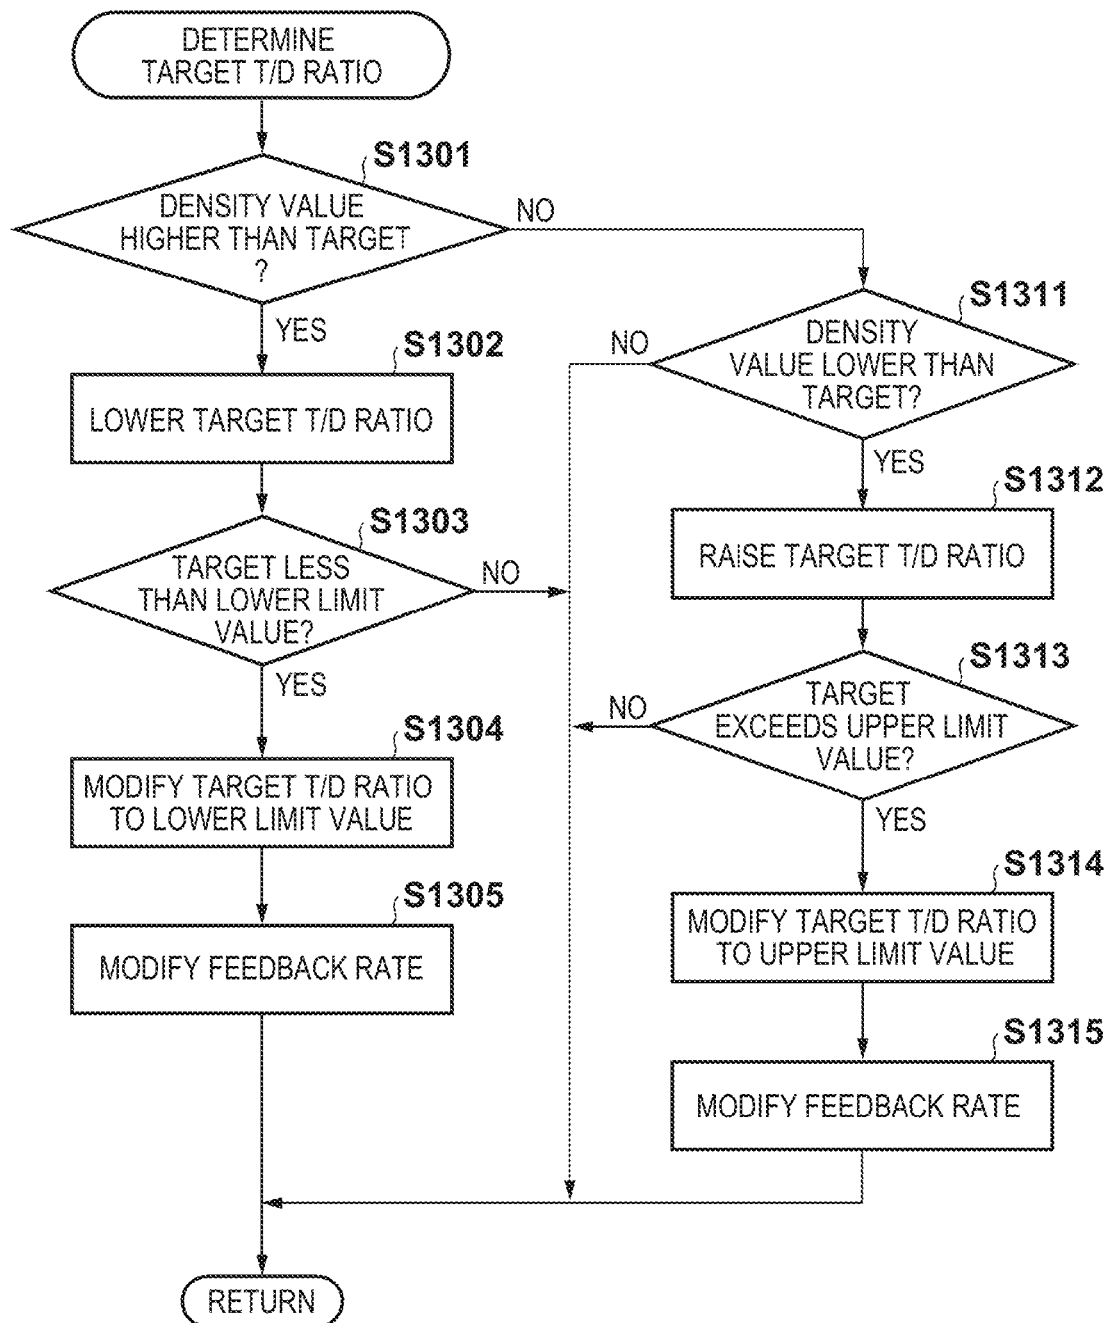 DETERMINE
TARGET T/D RATIO
S1301
DENSITY VALUE
HIGHER THAN TARGET
?
NO
YES
S1302
LOWER TARGET T/D RATIO
S1303
TARGET LESS
THAN LOWER LIMIT
VALUE?
NO
YES
S1304
MODIFY TARGET T/D RATIO
TO LOWER LIMIT VALUE
S1305
MODIFY FEEDBACK RATE
S1311
DENSITY
VALUE LOWER THAN
TARGET?
NO
YES
S1312
RAISE TARGET T/D RATIO
S1313
TARGET
EXCEEDS UPPER LIMIT
VALUE?
NO
YES
S1314
MODIFY TARGET T/D RATIO
TO UPPER LIMIT VALUE
S1315
MODIFY FEEDBACK RATE
RETURN